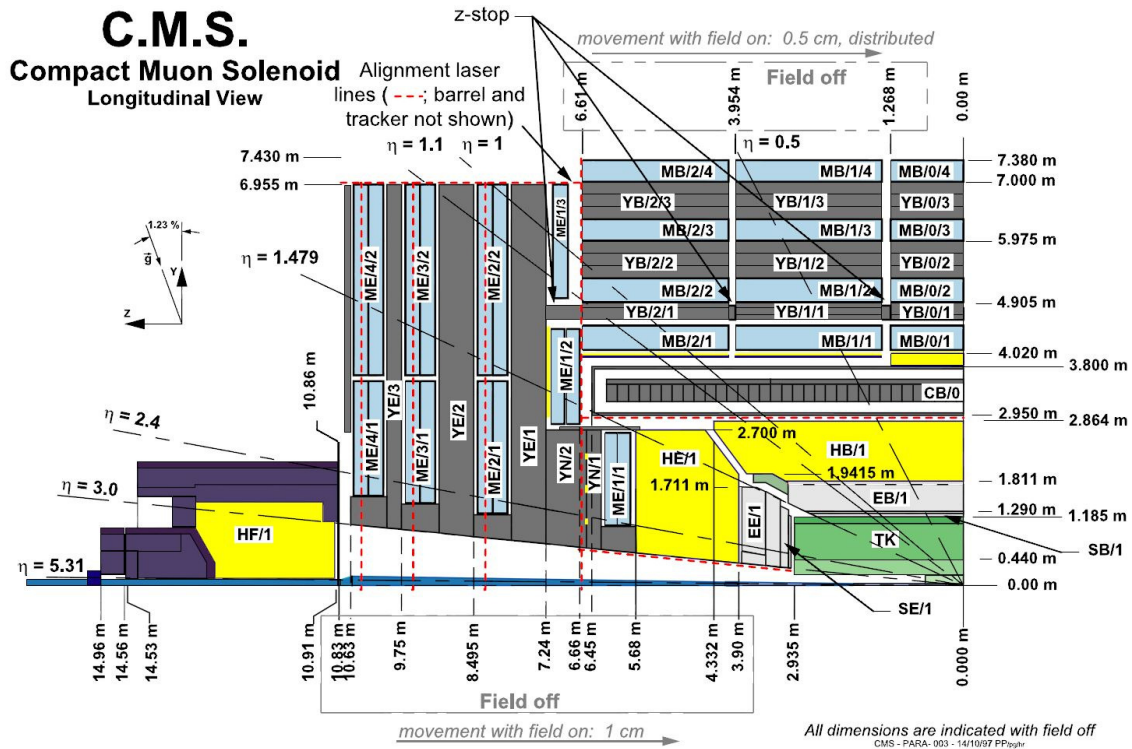 C.M.S.
Compact Muon Solenoid
Longitudinal View
z-stop
movement with field on: 0.5 cm, distributed
Field off
Alignment laser
lines ( ---; barrel and
tracker not shown)
6.61 m
3.954 m
1.268 m
0.00 m
η = 1.1
η = 1
η = 0.5
7.430 m
6.955 m
7.380 m
7.000 m
5.975 m
4.905 m
4.020 m
3.800 m
2.950 m
2.864 m
1.811 m
1.290 m
1.185 m
0.440 m
0.00 m
1.23 %
g
Y
Z
η = 1.479
η = 2.4
η = 3.0
η = 5.31
MB/2/4
MB/1/4
MB/0/4
YB/2/3
YB/1/3
YB/0/3
MB/2/3
MB/1/3
MB/0/3
YB/2/2
YB/1/2
YB/0/2
MB/2/2
MB/1/2
MB/0/2
YB/2/1
YB/1/1
YB/0/1
MB/2/1
MB/1/1
MB/0/1
CB/0
ME/4/2
ME/3/2
ME/2/2
ME/1/3
ME/1/2
YE/3
YE/2
YE/1
ME/4/1
ME/3/1
ME/2/1
YN/2
YN/1
ME/1/1
HE/1
2.700 m
HB/1
1.9415 m
1.711 m
EB/1
EE/1
TK
SB/1
SE/1
HF/1
10.86 m
14.96 m
14.56 m
14.53 m
10.91 m
10.83 m
10.63 m
9.75 m
8.495 m
7.24 m
6.66 m
6.45 m
5.68 m
4.332 m
3.90 m
2.935 m
0.000 m
Field off
movement with field on: 1 cm
All dimensions are indicated with field off
CMS - PARA- 003 - 14/10/97